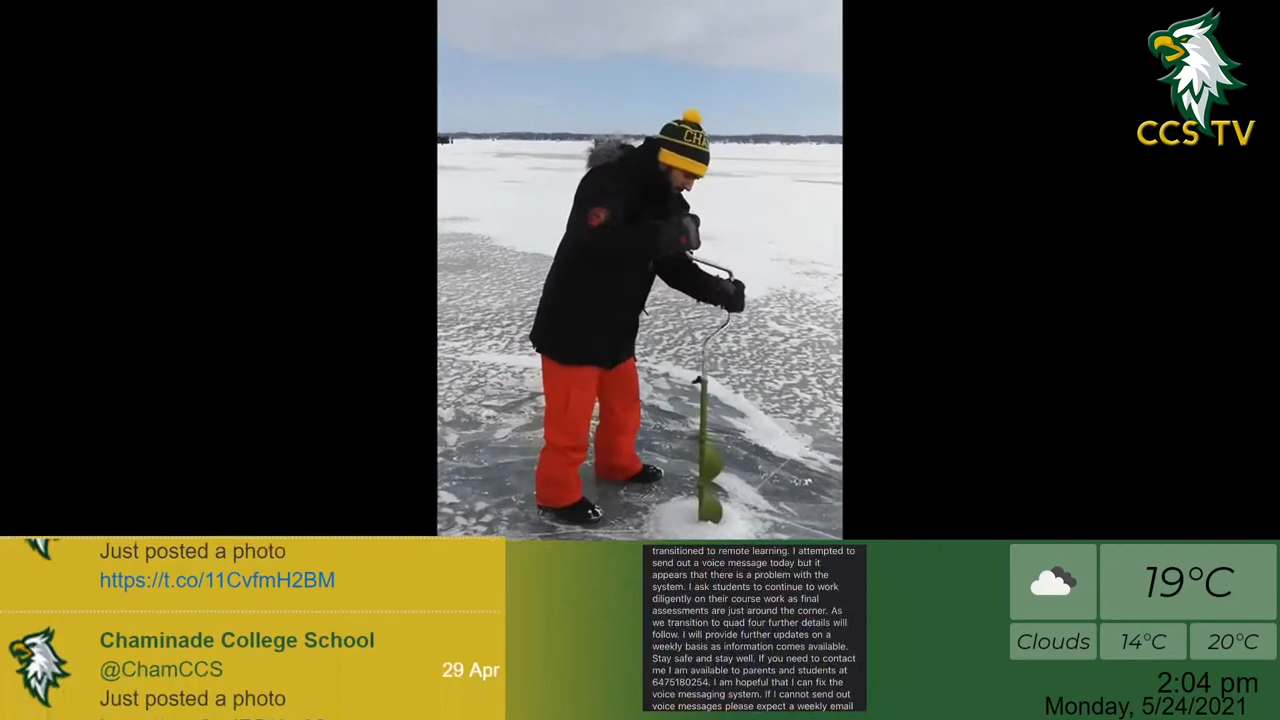 CCS TV
CHA
Just posted a photo
https://t.co/11CvfmH2BM
Chaminade College School
@ChamCCS
29 Apr
Just posted a photo
transitioned to remote learning. I attempted to
send out a voice message today but it
appears that there is a problem with the
system. I ask students to continue to work
diligently on their course work as final
assessments are just around the corner. As
we transition to quad four further details will
follow. I will provide further updates on a
weekly basis as information comes available.
Stay safe and stay well. If you need to contact
me I am available to parents and students at
6475180254. I am hopeful that I can fix the
voice messaging system. If I cannot send out
voice messages please expect a weekly email
19°C
Clouds
14°C
20°C
2:04 pm
Monday, 5/24/2021